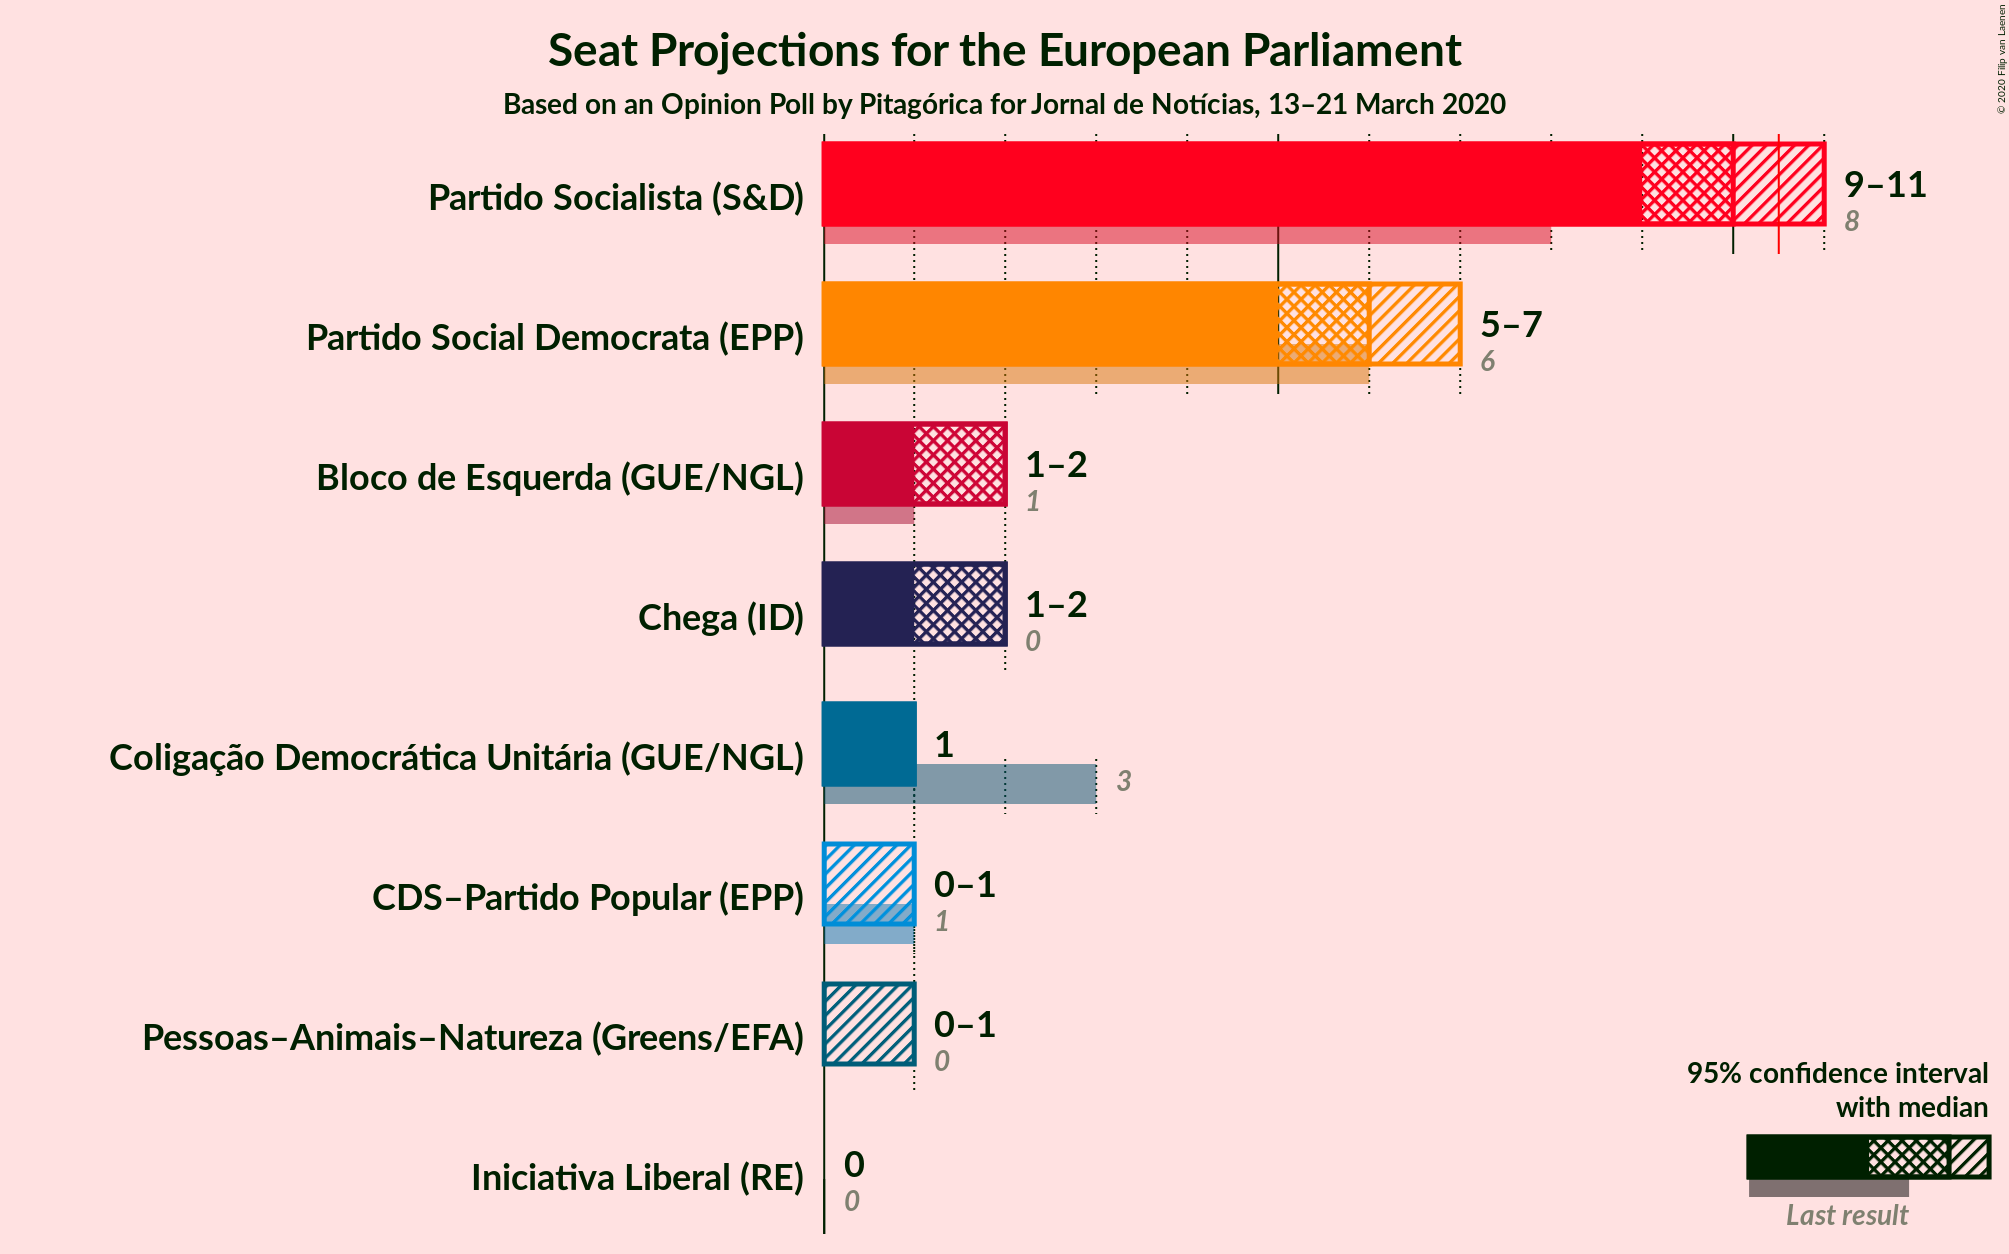 Seat Projections for the European Parliament
Based on an Opinion Poll by Pitagórica for Jornal de Notícias, 13–21 March 2020
© 2020 Filip van Laenen
Partido Socialista (S&D)
9–11
8
Partido Social Democrata (EPP)
5–7
6
Bloco de Esquerda (GUE/NGL)
1–2
1
Chega (ID)
1–2
0
Coligação Democrática Unitária (GUE/NGL)
1
3
CDS–Partido Popular (EPP)
0–1
1
Pessoas–Animais–Natureza (Greens/EFA)
0–1
0
Iniciativa Liberal (RE)
0
0
95% confidence interval
with median
Last result